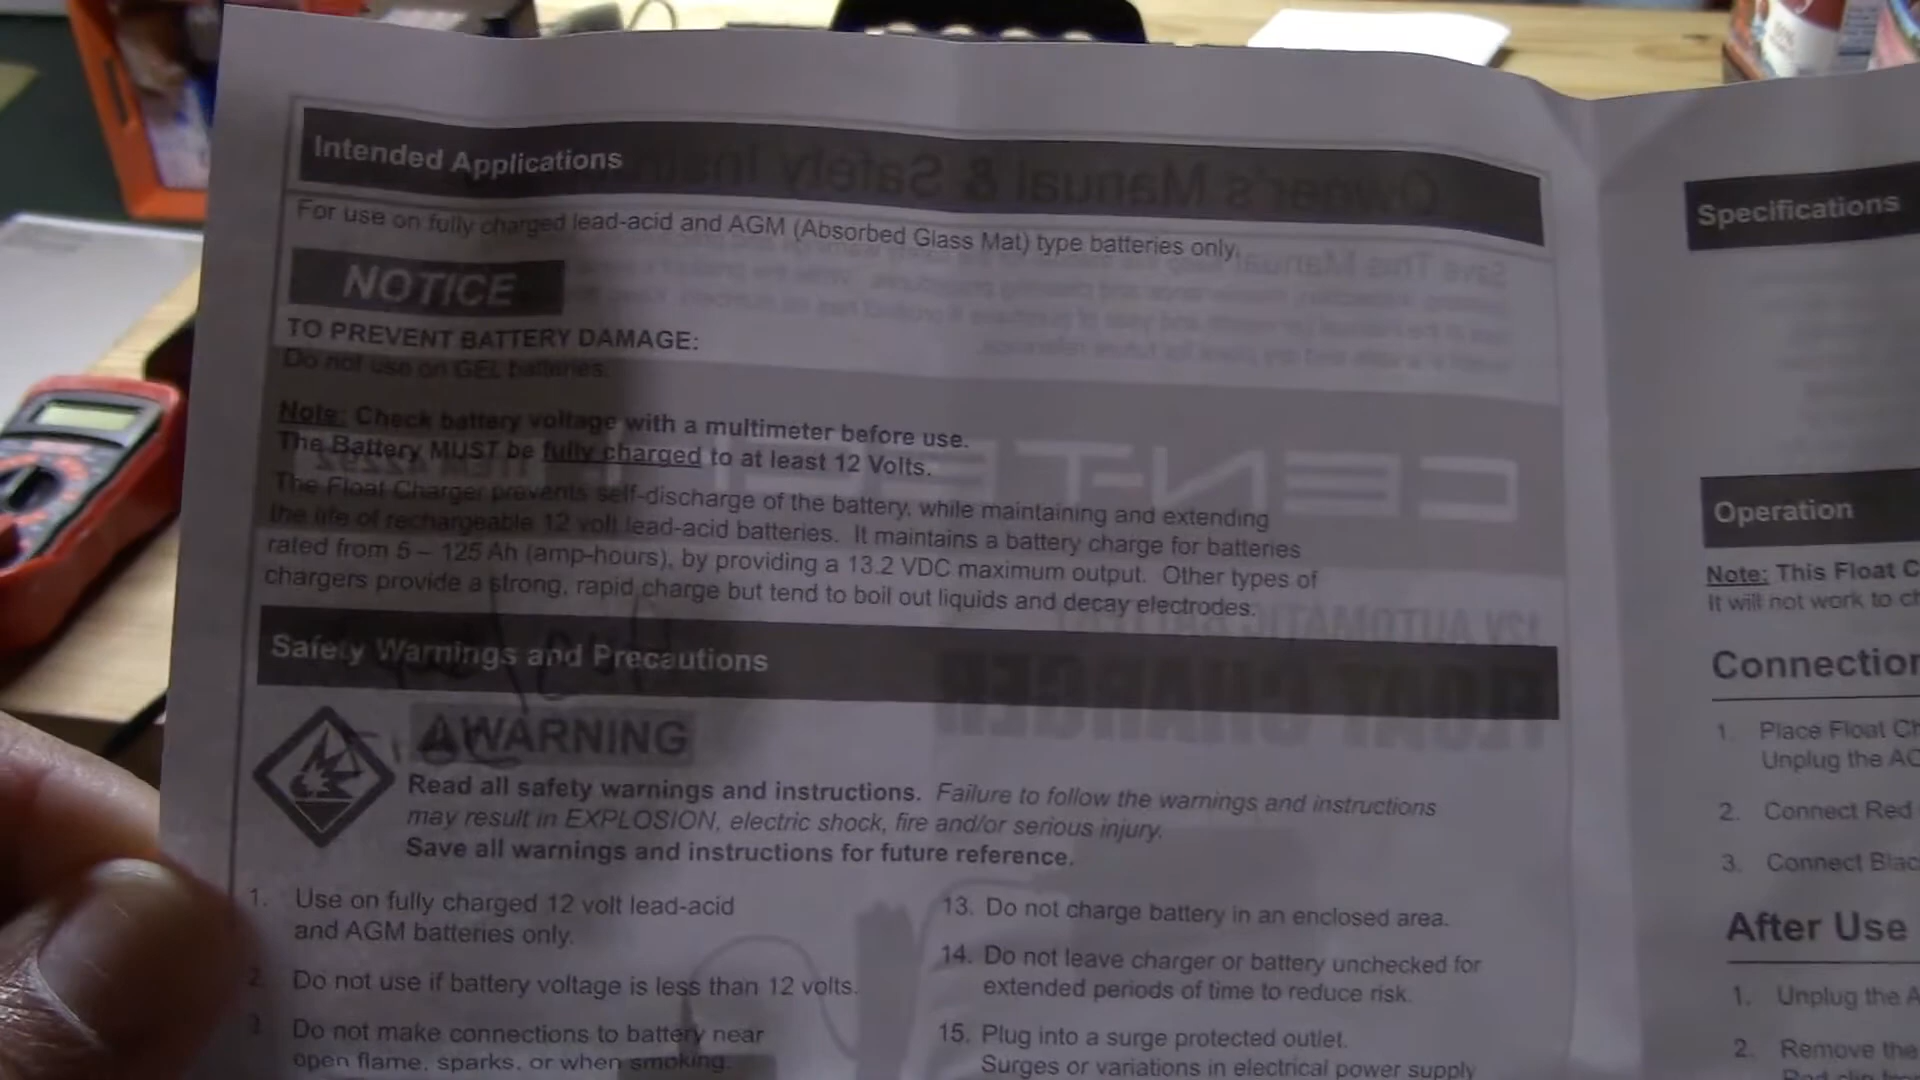 Intended Applications
For use on fully charged lead-acid and AGM (Absorbed Glass Mat) type batteries only.
NOTICE
TO PREVENT BATTERY DAMAGE:
Do not use on GEL batteries.
Note: Check battery voltage with a multimeter before use.
The Battery MUST be fully charged to at least 12 Volts.
The Float Charger prevents self-discharge of the battery, while maintaining and extending
the life of rechargeable 12 volt lead-acid batteries. It maintains a battery charge for batteries
rated from 5 – 125 Ah (amp-hours), by providing a 13.2 VDC maximum output. Other types of
chargers provide a strong, rapid charge but tend to boil out liquids and decay electrodes.
Safety Warnings and Precautions
WARNING
Read all safety warnings and instructions. Failure to follow the warnings and instructions
may result in EXPLOSION, electric shock, fire and/or serious injury.
Save all warnings and instructions for future reference.
1. Use on fully charged 12 volt lead-acid
and AGM batteries only.
2. Do not use if battery voltage is less than 12 volts.
3. Do not make connections to battery near
open flame, sparks, or when smoking.
13. Do not charge battery in an enclosed area.
14. Do not leave charger or battery unchecked for
extended periods of time to reduce risk.
15. Plug into a surge protected outlet.
Surges or variations in electrical power supply
Specifications
Operation
Note: This Float C
It will not work to ch
Connection
1. Place Float Ch
Unplug the AC
2. Connect Red
3. Connect Blac
After Use
1. Unplug the A
2. Remove the